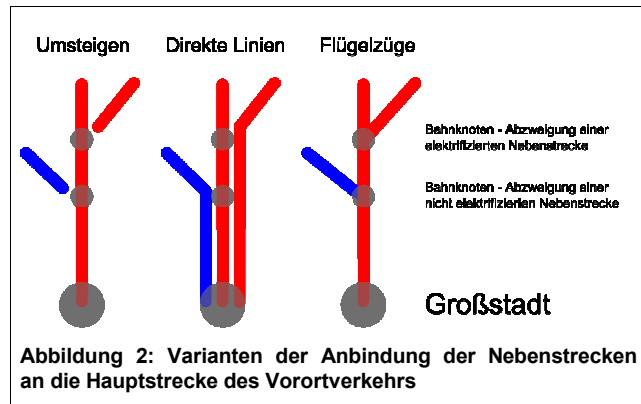 Umsteigen Direkte Linien Flügelzüge
Bahnknoten - Abzweigung einer
elektrifizierten Nebenstrecke
Bahnknoten - Abzweigung einer
nicht elektrifizierten Nebenstrecke
Großstadt
Abbildung 2: Varianten der Anbindung der Nebenstrecken
an die Hauptstrecke des Vorortverkehrs